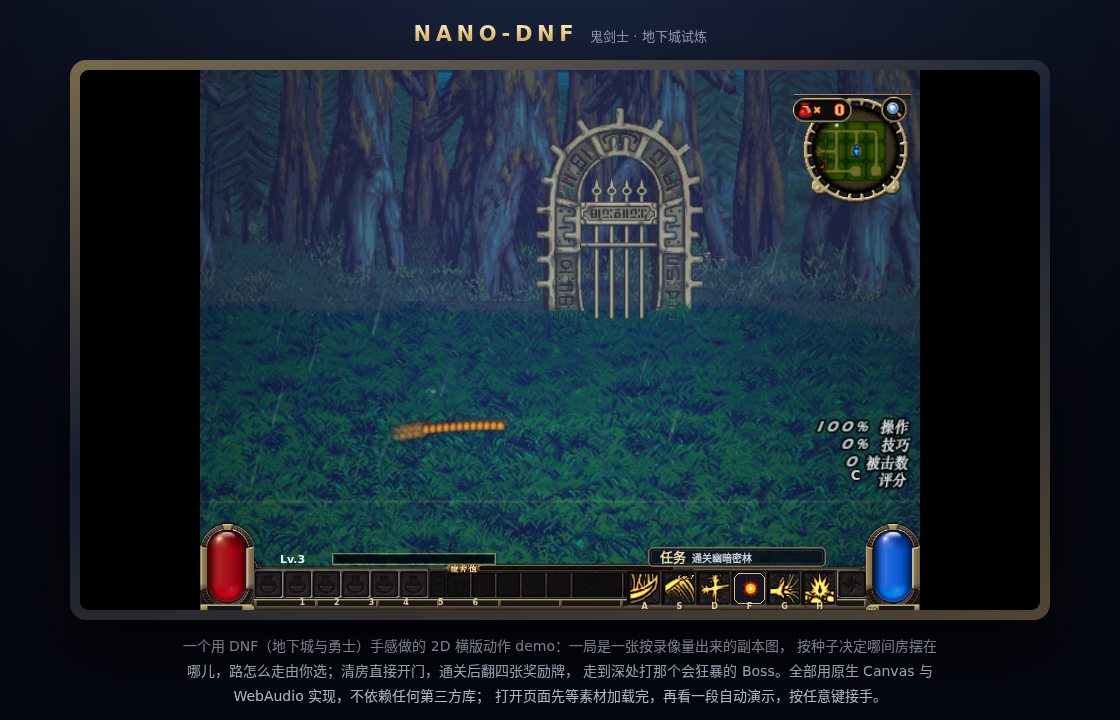 NANO-DNF 鬼剑士 · 地下城试炼
× 0
100% 操作
0% 技巧
0 被击数
C 评分
Lv.3
任务 通关幽暗密林
疲劳值
A S D F G H
1 2 3 4 5 6
一个用 DNF（地下城与勇士）手感做的 2D 横版动作 demo：一局是一张按录像量出来的副本图， 按种子决定哪间房摆在
哪儿，路怎么走由你选；清房直接开门，通关后翻四张奖励牌， 走到深处打那个会狂暴的 Boss。全部用原生 Canvas 与
WebAudio 实现，不依赖任何第三方库； 打开页面先等素材加载完，再看一段自动演示，按任意键接手。